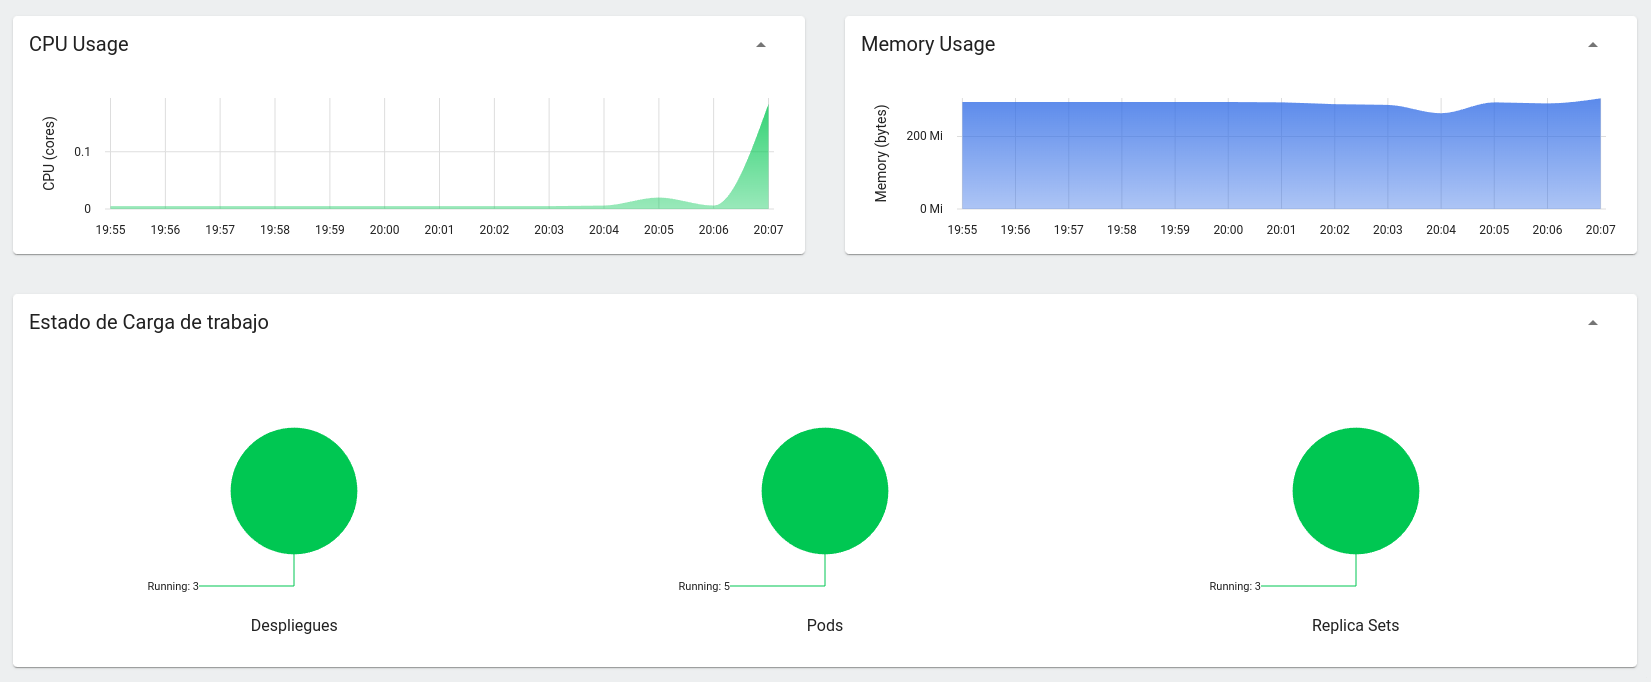 CPU Usage
CPU (cores)
0.1
0
19:55 19:56 19:57 19:58 19:59 20:00 20:01 20:02 20:03 20:04 20:05 20:06 20:07
Memory Usage
Memory (bytes)
200 Mi
0 Mi
19:55 19:56 19:57 19:58 19:59 20:00 20:01 20:02 20:03 20:04 20:05 20:06 20:07
Estado de Carga de trabajo
Running: 3
Despliegues
Running: 5
Pods
Running: 3
Replica Sets